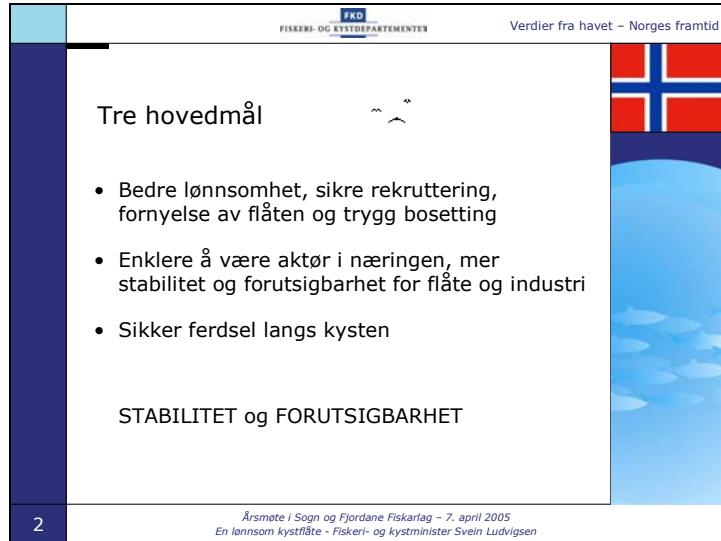 FKD
FISKERI- OG KYSTDEPARTEMENTET
Verdier fra havet – Norges framtid
Tre hovedmål
• Bedre lønnsomhet, sikre rekruttering,
fornyelse av flåten og trygg bosetting
• Enklere å være aktør i næringen, mer
stabilitet og forutsigbarhet for flåte og industri
• Sikker ferdsel langs kysten
STABILITET og FORUTSIGBARHET
2
Årsmøte i Sogn og Fjordane Fiskarlag – 7. april 2005
En lønnsom kystflåte - Fiskeri- og kystminister Svein Ludvigsen